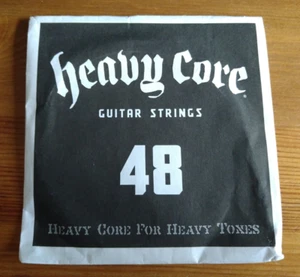 heavy core
GUITAR STRINGS
48
HEAVY CORE FOR HEAVY TONES